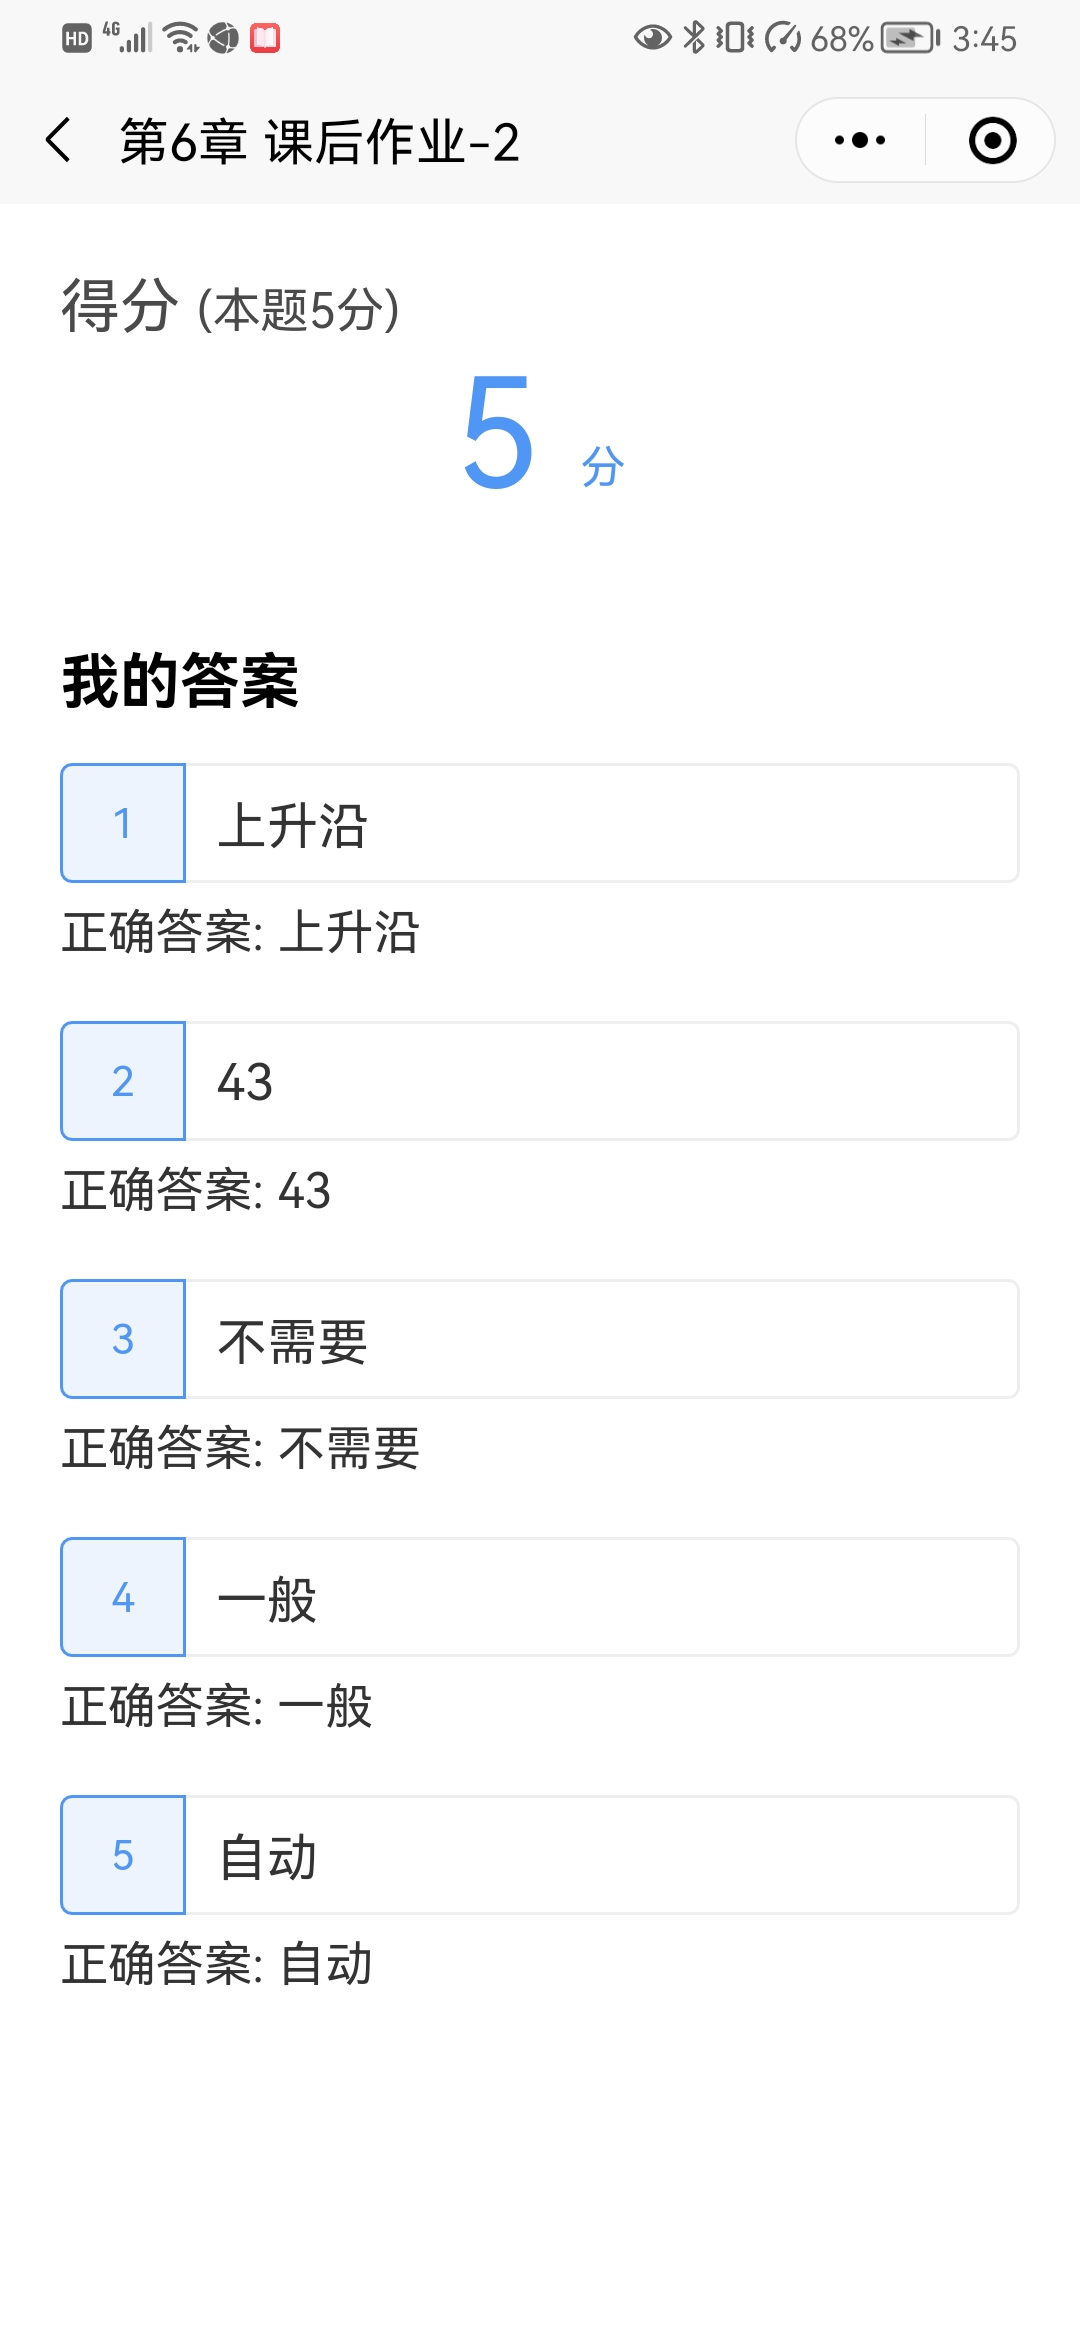 HD 4G 68% 3:45
第6章 课后作业-2
得分 (本题5分)
5 分
我的答案
1 上升沿
正确答案: 上升沿
2 43
正确答案: 43
3 不需要
正确答案: 不需要
4 一般
正确答案: 一般
5 自动
正确答案: 自动